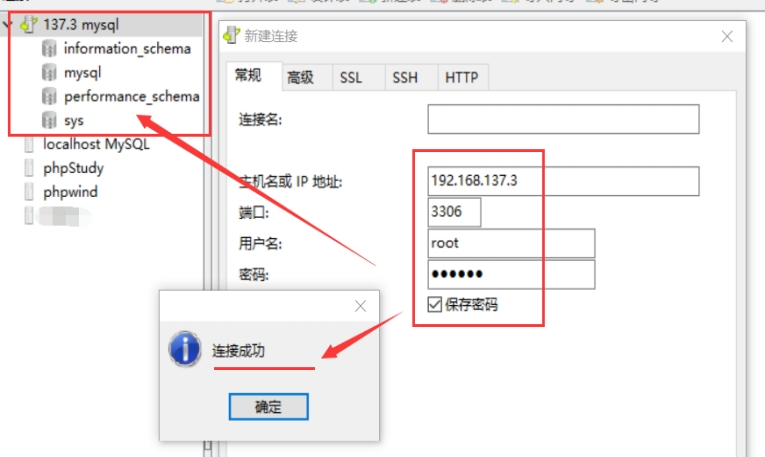 137.3 mysql
information_schema
mysql
performance_schema
sys
localhost MySQL
phpStudy
phpwind
新建连接
常规
高级
SSL
SSH
HTTP
连接名:
主机名或 IP 地址:
192.168.137.3
端口:
3306
用户名:
root
密码:
●●●●●●
保存密码
连接成功
确定